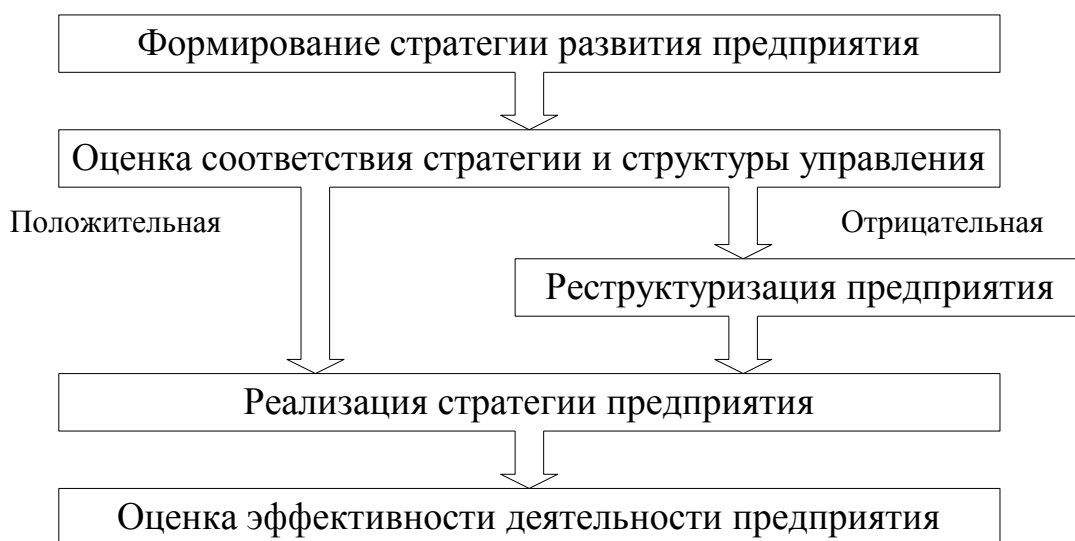 Формирование стратегии развития предприятия
Оценка соответствия стратегии и структуры управления
Положительная
Отрицательная
Реструктуризация предприятия
Реализация стратегии предприятия
Оценка эффективности деятельности предприятия